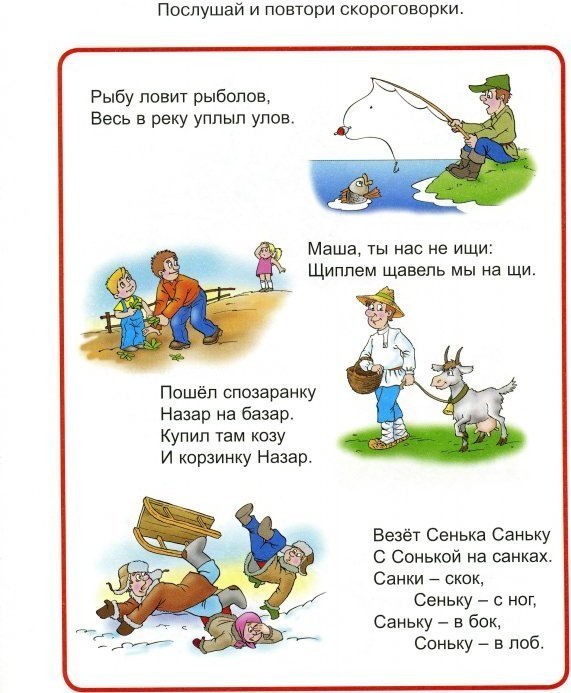 Послушай и повтори скороговорки.
Рыбу ловит рыболов,
Весь в реку уплыл улов.
Маша, ты нас не ищи:
Щиплем щавель мы на щи.
Пошёл спозаранку
Назар на базар.
Купил там козу
И корзинку Назар.
Везёт Сенька Саньку
С Сонькой на санках.
Санки – скок,
Сеньку – с ног,
Саньку – в бок,
Соньку – в лоб.